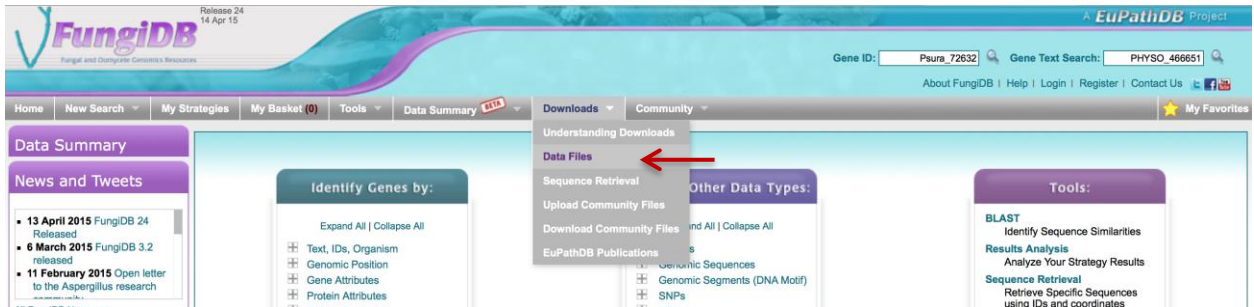 FungiDB
Fungal and Oomycete Genomics Resources
Release 24
14 Apr 15
A EuPathDB Project
Gene ID: Psura_72632 Gene Text Search: PHYSO_466651
About FungiDB | Help | Login | Register | Contact Us
Home New Search My Strategies My Basket (0) Tools Data Summary BETA Downloads Community My Favorites
Understanding Downloads
Data Files
Sequence Retrieval
Upload Community Files
Download Community Files
EuPathDB Publications
Data Summary
News and Tweets
13 April 2015 FungiDB 24
Released
6 March 2015 FungiDB 3.2
released
11 February 2015 Open letter
to the Aspergillus research
Identify Genes by:
Expand All | Collapse All
Text, IDs, Organism
Genomic Position
Gene Attributes
Protein Attributes
Other Data Types:
and All | Collapse All
Genomic Sequences
Genomic Segments (DNA Motif)
SNPs
Tools:
BLAST
Identify Sequence Similarities
Results Analysis
Analyze Your Strategy Results
Sequence Retrieval
Retrieve Specific Sequences
using IDs and coordinates